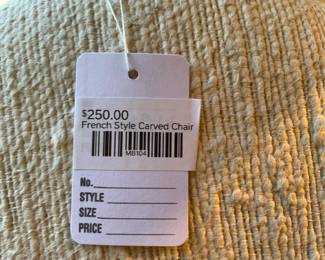 $250.00
French Style Carved Chair
MB104
No.
STYLE
SIZE
PRICE